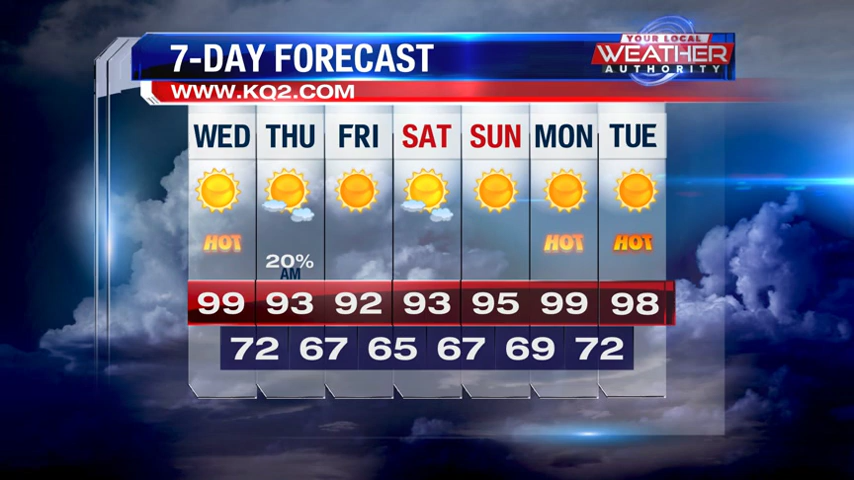 7-DAY FORECAST
YOUR LOCAL
WEATHER
AUTHORITY
WWW.KQ2.COM
WED THU FRI SAT SUN MON TUE
HOT HOT HOT
20%
AM
99 93 92 93 95 99 98
72 67 65 67 69 72